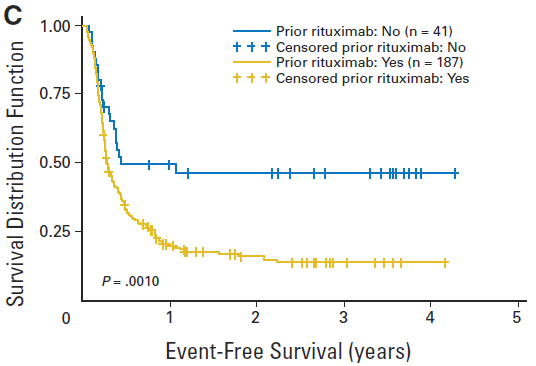 C
Survival Distribution Function
1.00
0.75
0.50
0.25
0
Prior rituximab: No (n = 41)
+ + + Censored prior rituximab: No
Prior rituximab: Yes (n = 187)
+ + + Censored prior rituximab: Yes
P = .0010
1 2 3 4 5
Event-Free Survival (years)